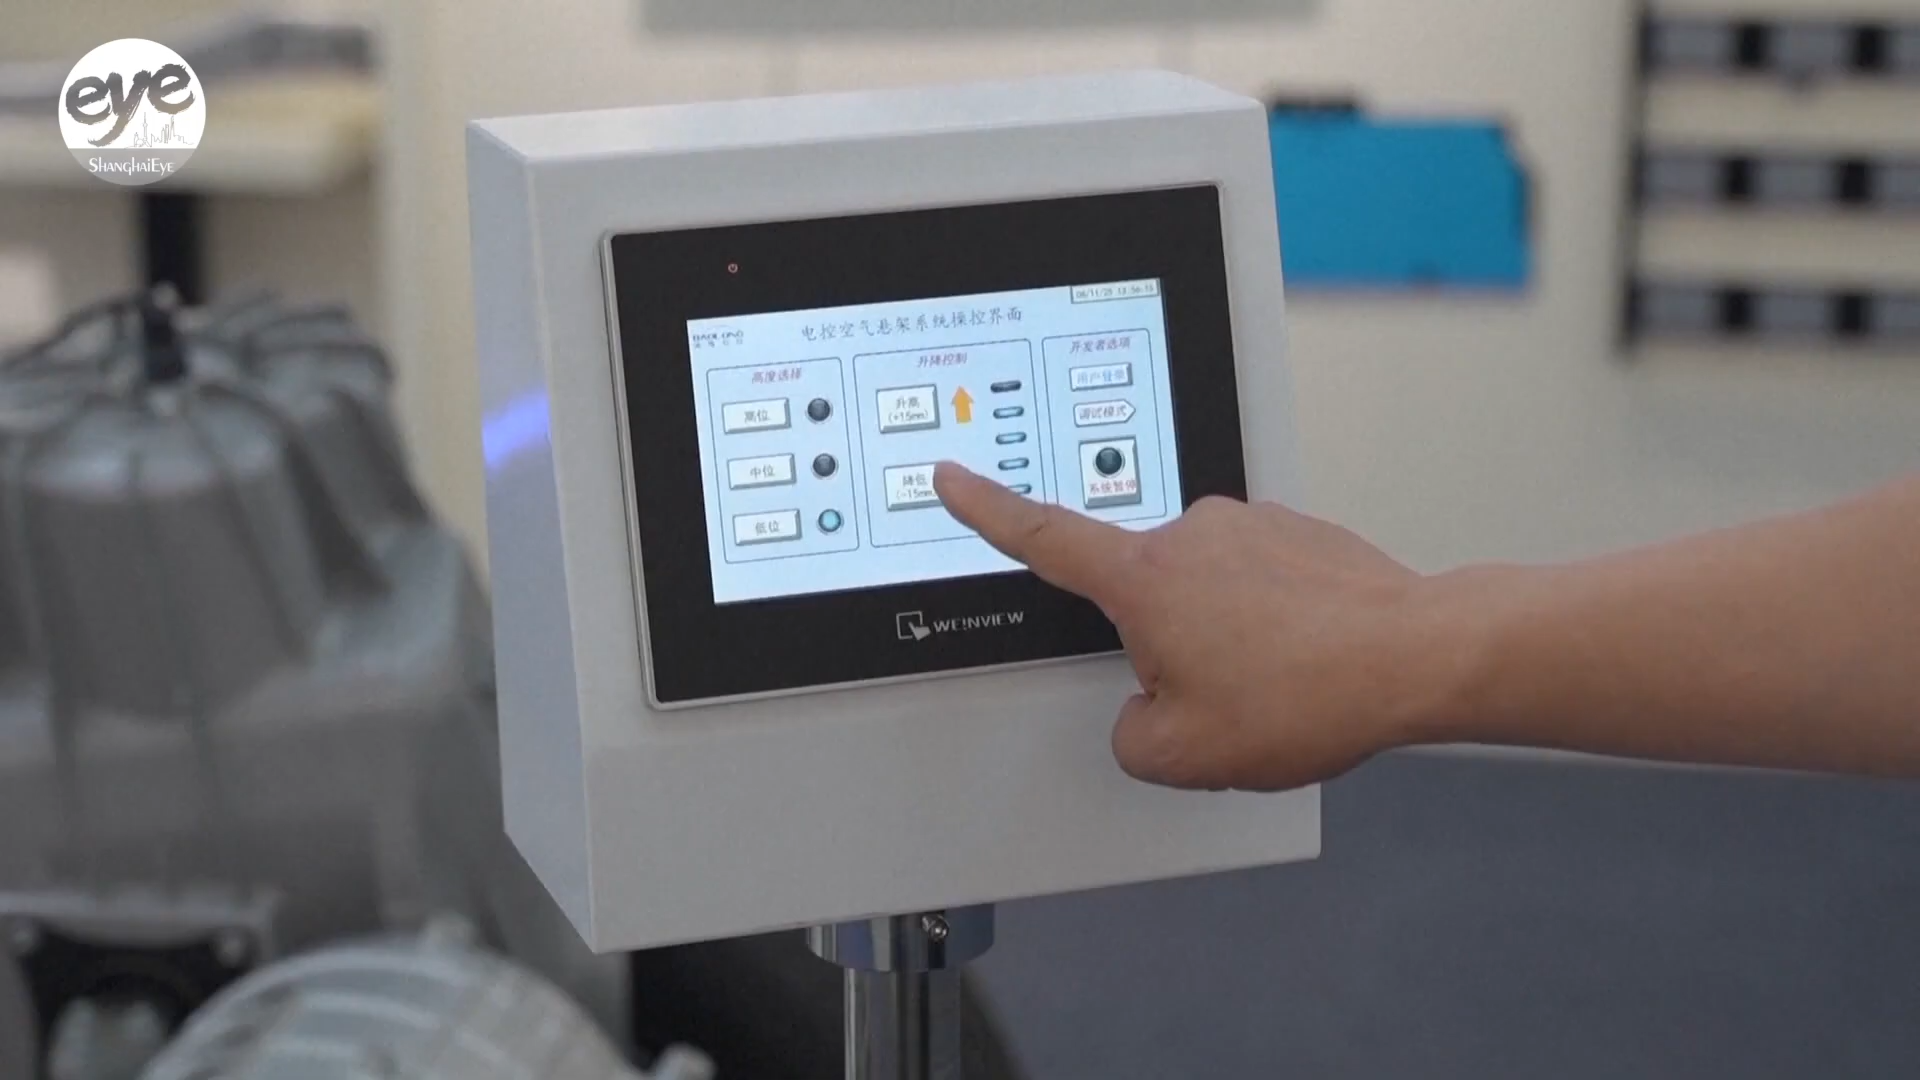 eye
SHANGHAIEYE
电控空气悬架系统操控界面
高度选择
高位
中位
低位
升降控制
升高
(+15mm)
降低
(-15mm)
开发者选项
用户登录
调试模式
系统暂停
WEINVIEW